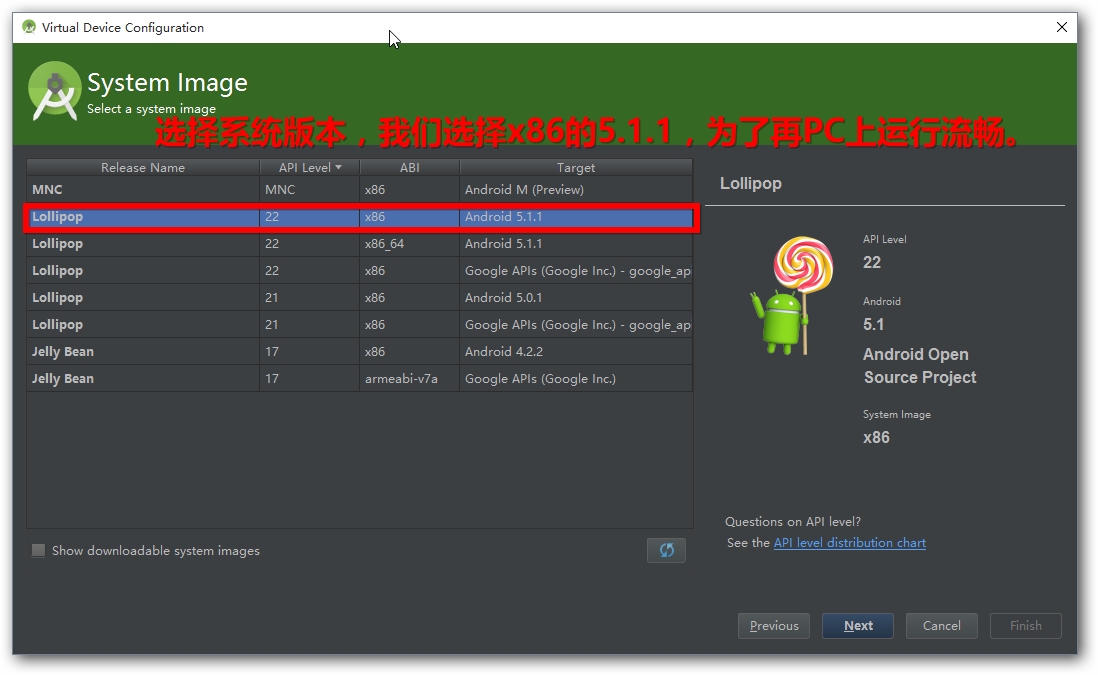 Virtual Device Configuration
System Image
Select a system image
选择系统版本，我们选择x86的5.1.1，为了再PC上运行流畅。
Release Name API Level ABI Target
MNC MNC x86 Android M (Preview)
Lollipop 22 x86 Android 5.1.1
Lollipop 22 x86_64 Android 5.1.1
Lollipop 22 x86 Google APIs (Google Inc.) - google_ap
Lollipop 21 x86 Android 5.0.1
Lollipop 21 x86 Google APIs (Google Inc.) - google_ap
Jelly Bean 17 x86 Android 4.2.2
Jelly Bean 17 armeabi-v7a Google APIs (Google Inc.)
Show downloadable system images
Lollipop
API Level
22
Android
5.1
Android Open
Source Project
System Image
x86
Questions on API level?
See the API level distribution chart
Previous Next Cancel Finish